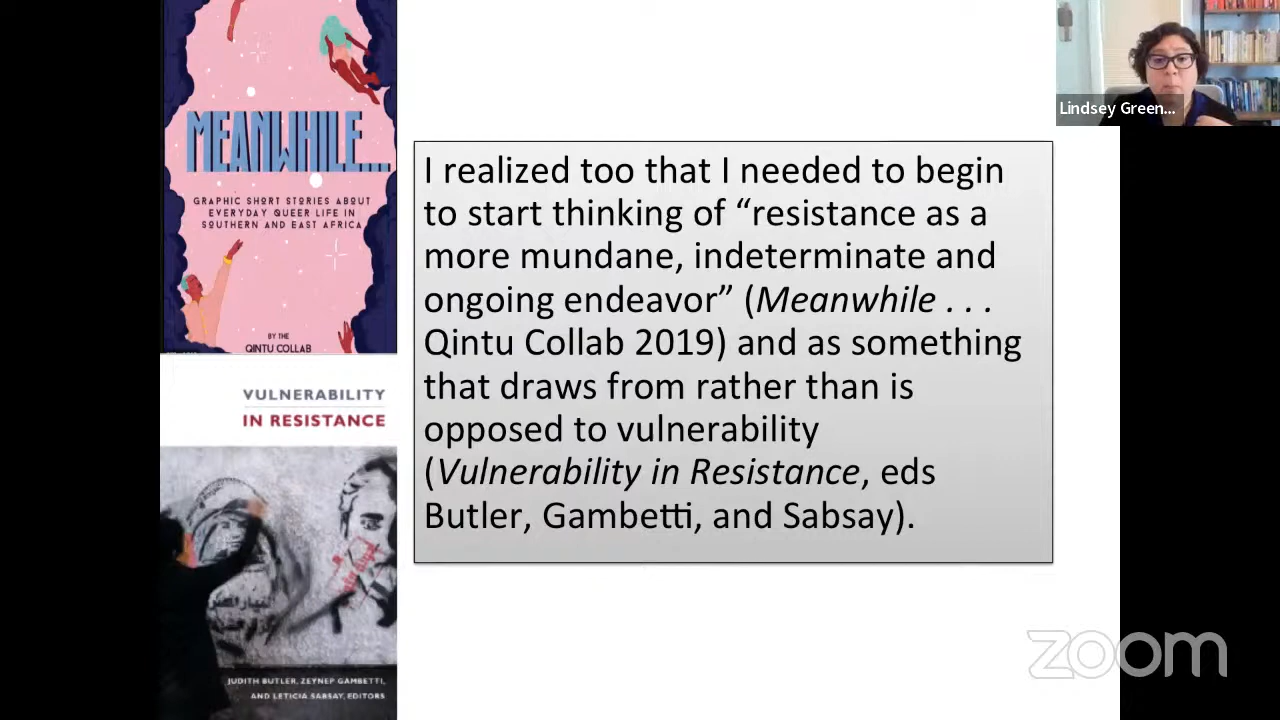 MEANWHILE...
GRAPHIC SHORT STORIES ABOUT
EVERYDAY QUEER LIFE IN
SOUTHERN AND EAST AFRICA
BY THE
QINTU COLLAB
VULNERABILITY
IN RESISTANCE
JUDITH BUTLER, ZEYNEP GAMBETTI,
AND LETICIA SABSAY, EDITORS
I realized too that I needed to begin
to start thinking of “resistance as a
more mundane, indeterminate and
ongoing endeavor” (Meanwhile . . .
Qintu Collab 2019) and as something
that draws from rather than is
opposed to vulnerability
(Vulnerability in Resistance, eds
Butler, Gambetti, and Sabsay).
Lindsey Green...
zoom